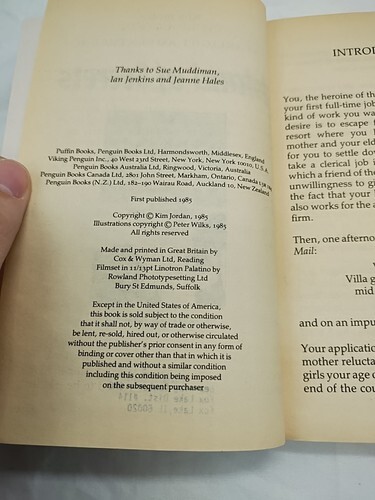 Thanks to Sue Muddiman,
Ian Jenkins and Jeanne Hales
Puffin Books, Penguin Books Ltd, Harmondsworth, Middlesex, England
Viking Penguin Inc., 40 West 23rd Street, New York, New York 10010, U.S.A.
Penguin Books Australia Ltd, Ringwood, Victoria, Australia
Penguin Books Canada Ltd, 2801 John Street, Markham, Ontario, Canada
Penguin Books (N.Z.) Ltd, 182–190 Wairau Road, Auckland 10, New Zealand
First published 1985
Copyright © Kim Jordan, 1985
Illustrations copyright © Peter Wilks, 1985
All rights reserved
Made and printed in Great Britain by
Cox & Wyman Ltd, Reading
Filmset in 11/13pt Linotron Palatino by
Rowland Phototypesetting Ltd
Bury St Edmunds, Suffolk
Except in the United States of America,
this book is sold subject to the condition
that it shall not, by way of trade or otherwise,
be lent, re-sold, hired out, or otherwise circulated
without the publisher's prior consent in any form of
binding or cover other than that in which it is
published and without a similar condition
including this condition being imposed
on the subsequent purchaser
INTROD
You, the heroine of th
your first full-time job
kind of work you wa
desire is to escape f
resort where you l
mother and your eld
for you to settle dow
take a clerical job i
which a friend of the
unwillingness to giv
the fact that your b
also works for the a
firm.
Then, one afternoo
Mail:
Villa g
mid
and on an impu
Your application
mother relucta
girls your age o
end of the cou